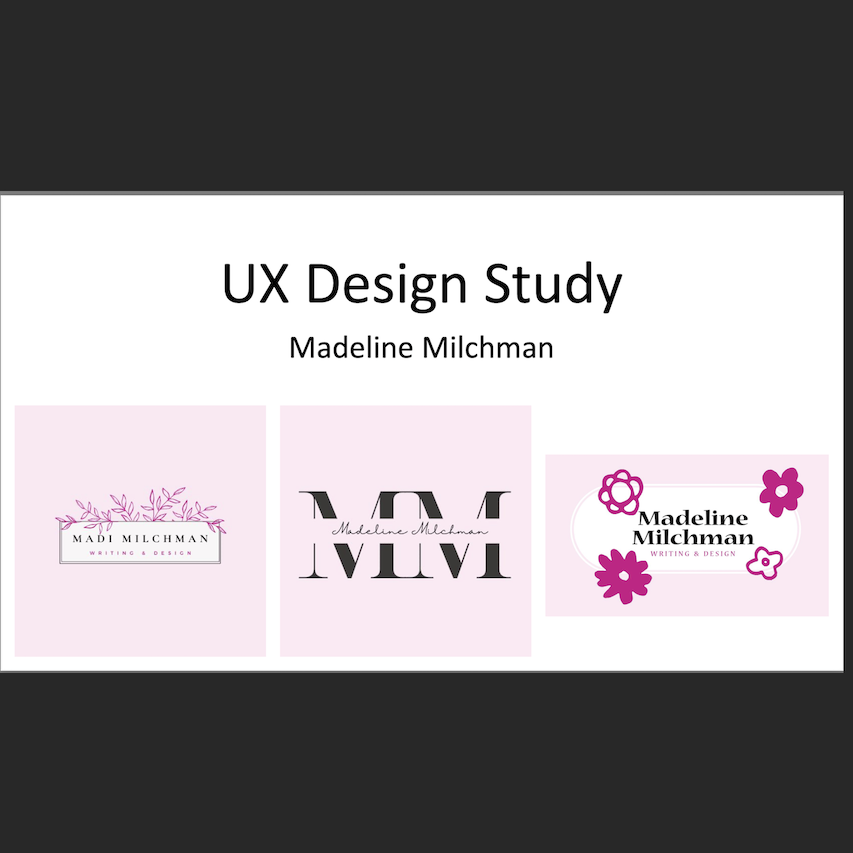 UX Design Study
Madeline Milchman
MADI MILCHMAN
WRITING & DESIGN
MM
Madeline Milchman
Madeline
Milchman
WRITING & DESIGN